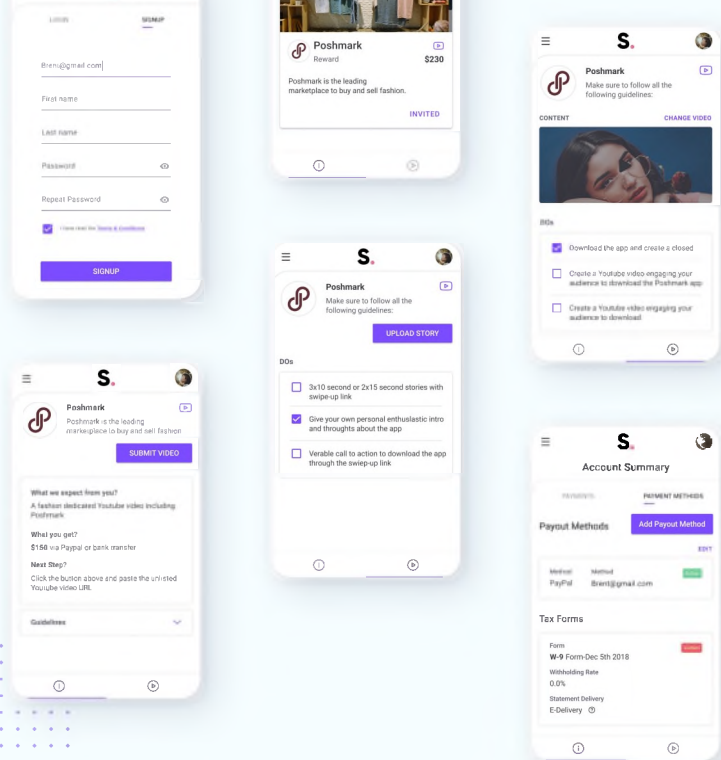 LOGIN
SIGNUP
Brent@gmail.com
First name
Last name
Password
Repeat Password
I have read the Terms & Conditions
SIGNUP
S.
Poshmark
Poshmark is the leading
marketplace to buy and sell fashion
SUBMIT VIDEO
What we expect from you?
A fashion dedicated Youtube video including
Poshmark
What you get?
$150 via Paypal or bank transfer
Next Step?
Click the button above and paste the unlisted
Youtube video URL
Guidelines
Poshmark
Reward
$230
Poshmark is the leading
marketplace to buy and sell fashion.
INVITED
S.
Poshmark
Make sure to follow all the
following guidelines:
UPLOAD STORY
DOs
3x10 second or 2x15 second stories with
swipe-up link
Give your own personal enthustastic intro
and throughts about the app
Verable call to action to download the app
through the swiep-up link
S.
Poshmark
Make sure to follow all the
following guidelines:
CONTENT
CHANGE VIDEO
DOs
Download the app and create a closed
Create a Youtube video engaging your
audience to download the Poshmark app
Create a Youtube video engaging your
audience to download
S.
Account Summary
PAYMENTS
PAYMENT METHODS
Payout Methods
Add Payout Method
EDIT
Method
Method
PayPal
Brent@gmail.com
Tax Forms
Form
W-9 Form-Dec 5th 2018
Withholding Rate
0.0%
Statement Delivery
E-Delivery